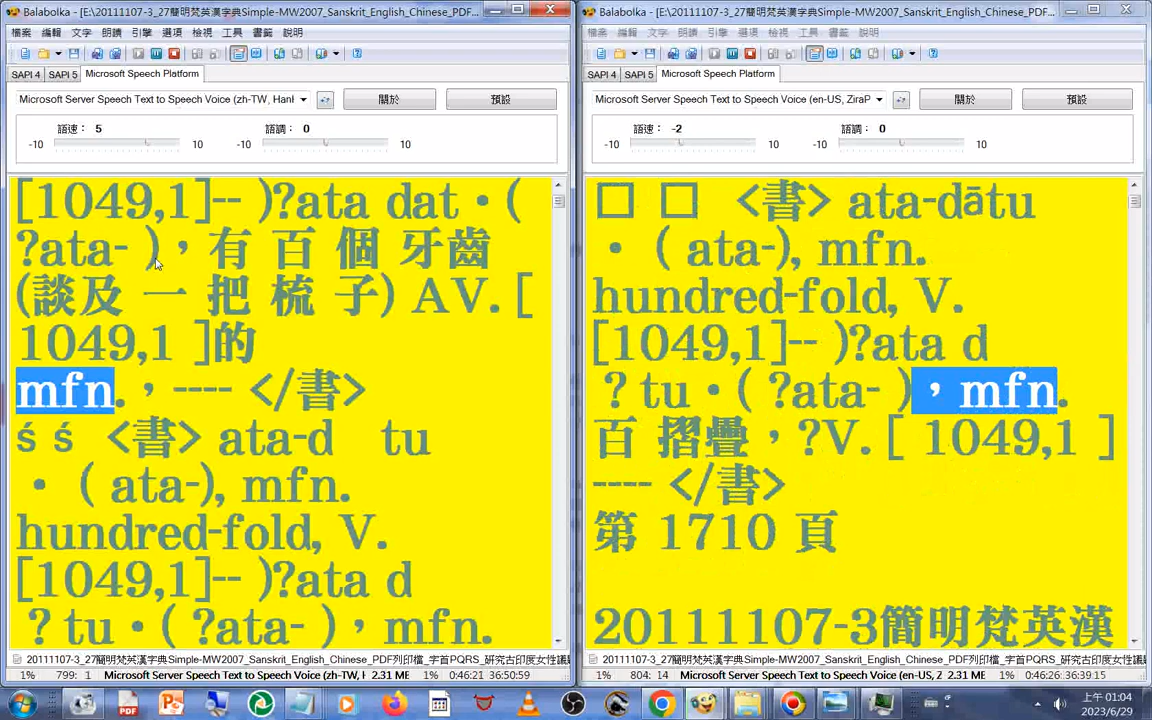 Balabolka - [E:\20111107-3_27簡明梵英漢字典Simple-MW2007_Sanskrit_English_Chinese_PDF...
檔案 編輯 文字 朗讀 引擎 選項 檢視 工具 書籤 說明
SAPI 4 SAPI 5 Microsoft Speech Platform
Microsoft Server Speech Text to Speech Voice (zh-TW, Hanl 關於 預設
語速： 5 語調： 0
-10 10 -10 10
[1049,1]-- )?ata dat • (
?ata- )，有 百 個 牙齒
(談及 一 把 梳 子) AV. [
1049,1 ]的
mfn.，---- </書>
ś ś <書> ata-d tu
• ( ata-), mfn.
hundred-fold, V.
[1049,1]-- )?ata d
? tu • ( ?ata- )，mfn.
20111107-3_27簡明梵英漢字典Simple-MW2007_Sanskrit_English_Chinese_PDF列印檔_字首PQRS_研究古印度女性議
1% 799: 1 Microsoft Server Speech Text to Speech Voice (zh-TW, H 2.31 ME 1% 0:46:21 36:50:59
Balabolka - [E:\20111107-3_27簡明梵英漢字典Simple-MW2007_Sanskrit_English_Chinese_PDF...
檔案 編輯 文字 朗讀 引擎 選項 檢視 工具 書籤 說明
SAPI 4 SAPI 5 Microsoft Speech Platform
Microsoft Server Speech Text to Speech Voice (en-US, ZiraP 關於 預設
語速： -2 語調： 0
-10 10 -10 10
□ □ <書> ata-dātu
• ( ata-), mfn.
hundred-fold, V.
[1049,1]-- )?ata d
? tu • ( ?ata- )，mfn.
百 摺疊，?V. [ 1049,1 ]
---- </書>
第 1710 頁
20111107-3簡明梵英漢
20111107-3_27簡明梵英漢字典Simple-MW2007_Sanskrit_English_Chinese_PDF列印檔_字首PQRS_研究古印度女性議
1% 804: 14 Microsoft Server Speech Text to Speech Voice (en-US, Z 2.31 ME 1% 0:46:26 36:39:15
上午 01:04
2023/6/29